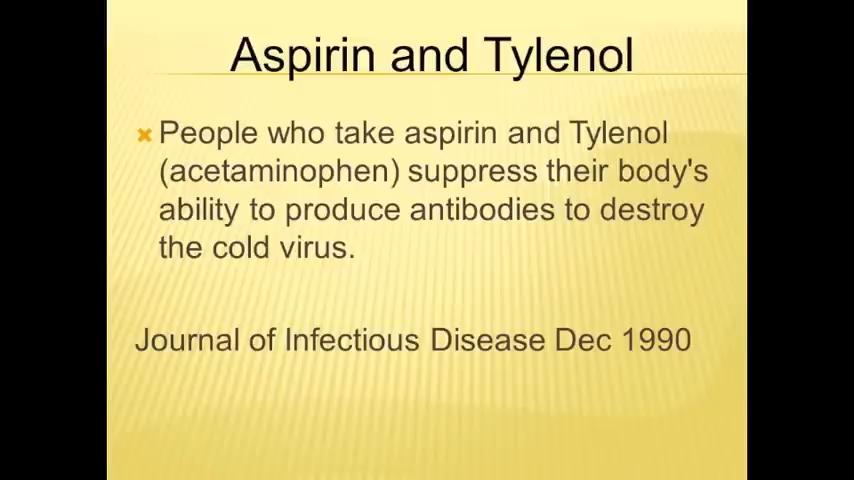 Aspirin and Tylenol
People who take aspirin and Tylenol
(acetaminophen) suppress their body's
ability to produce antibodies to destroy
the cold virus.
Journal of Infectious Disease Dec 1990